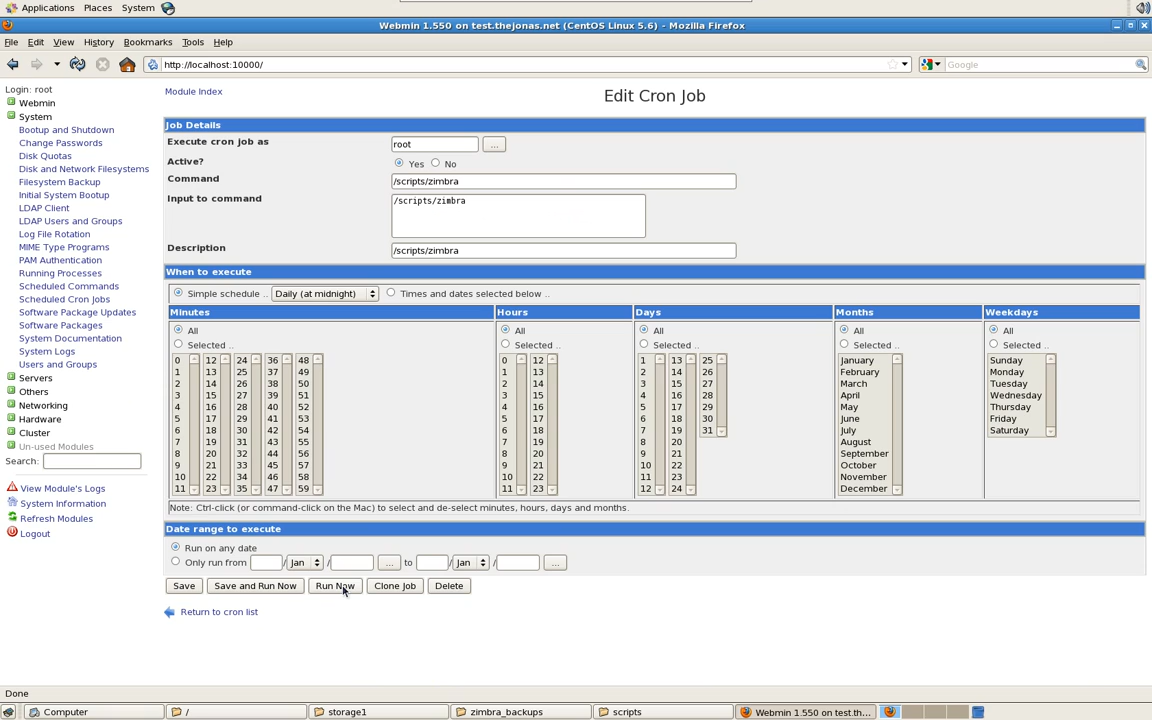 Applications Places System
Webmin 1.550 on test.thejonas.net (CentOS Linux 5.6) - Mozilla Firefox
File Edit View History Bookmarks Tools Help
http://localhost:10000/ Google
Login: root
Webmin
System
Bootup and Shutdown
Change Passwords
Disk Quotas
Disk and Network Filesystems
Filesystem Backup
Initial System Bootup
LDAP Client
LDAP Users and Groups
Log File Rotation
MIME Type Programs
PAM Authentication
Running Processes
Scheduled Commands
Scheduled Cron Jobs
Software Package Updates
Software Packages
System Documentation
System Logs
Users and Groups
Servers
Others
Networking
Hardware
Cluster
Un-used Modules
Search:
View Module's Logs
System Information
Refresh Modules
Logout
Module Index
Edit Cron Job
Job Details
Execute cron job as root ...
Active? Yes No
Command /scripts/zimbra
Input to command /scripts/zimbra
Description /scripts/zimbra
When to execute
Simple schedule .. Daily (at midnight) Times and dates selected below ..
Minutes Hours Days Months Weekdays
All All All All All
Selected .. Selected .. Selected .. Selected .. Selected ..
0 12 24 36 48 0 12 1 13 25 January Sunday
1 13 25 37 49 1 13 2 14 26 February Monday
2 14 26 38 50 2 14 3 15 27 March Tuesday
3 15 27 39 51 3 15 4 16 28 April Wednesday
4 16 28 40 52 4 16 5 17 29 May Thursday
5 17 29 41 53 5 17 6 18 30 June Friday
6 18 30 42 54 6 18 7 19 31 July Saturday
7 19 31 43 55 7 19 8 20 August
8 20 32 44 56 8 20 9 21 September
9 21 33 45 57 9 21 10 22 October
10 22 34 46 58 10 22 11 23 November
11 23 35 47 59 11 23 12 24 December
Note: Ctrl-click (or command-click on the Mac) to select and de-select minutes, hours, days and months.
Date range to execute
Run on any date
Only run from / Jan / ... to / Jan / ...
Save Save and Run Now Run Now Clone Job Delete
Return to cron list
Done
Computer / storage1 zimbra_backups scripts Webmin 1.550 on test.th...